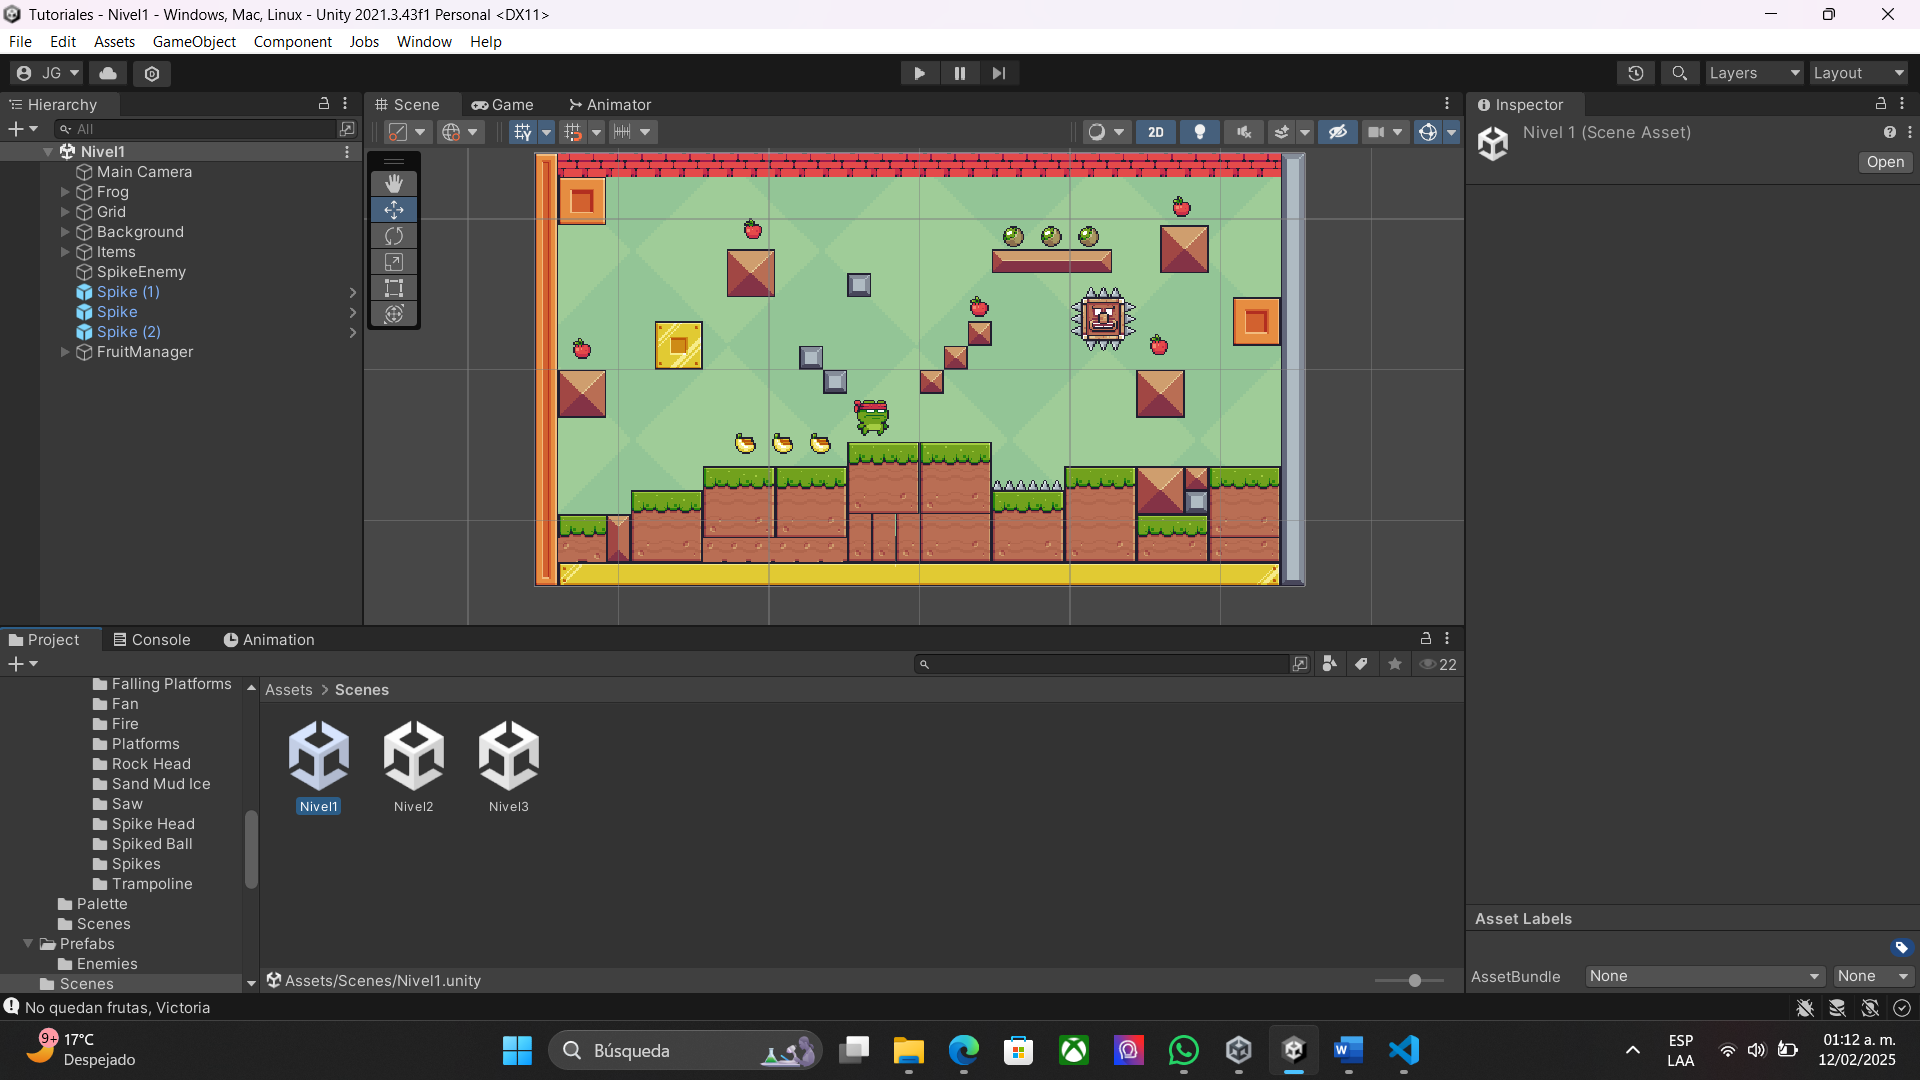 Tutoriales - Nivel1 - Windows, Mac, Linux - Unity 2021.3.43f1 Personal <DX11>
File Edit Assets GameObject Component Jobs Window Help
JG
Layers
Layout
Hierarchy
Scene
Game
Animator
Inspector
All
2D
Nivel 1 (Scene Asset)
Open
Nivel1
Main Camera
Frog
Grid
Background
Items
SpikeEnemy
Spike (1)
Spike
Spike (2)
FruitManager
Project
Console
Animation
22
Assets > Scenes
Falling Platforms
Fan
Fire
Platforms
Rock Head
Sand Mud Ice
Saw
Spike Head
Spiked Ball
Spikes
Trampoline
Palette
Scenes
Prefabs
Enemies
Scenes
Nivel1
Nivel2
Nivel3
Assets/Scenes/Nivel1.unity
Asset Labels
AssetBundle
None
None
No quedan frutas, Victoria
9+
17°C
Despejado
Búsqueda
ESP
LAA
01:12 a. m.
12/02/2025